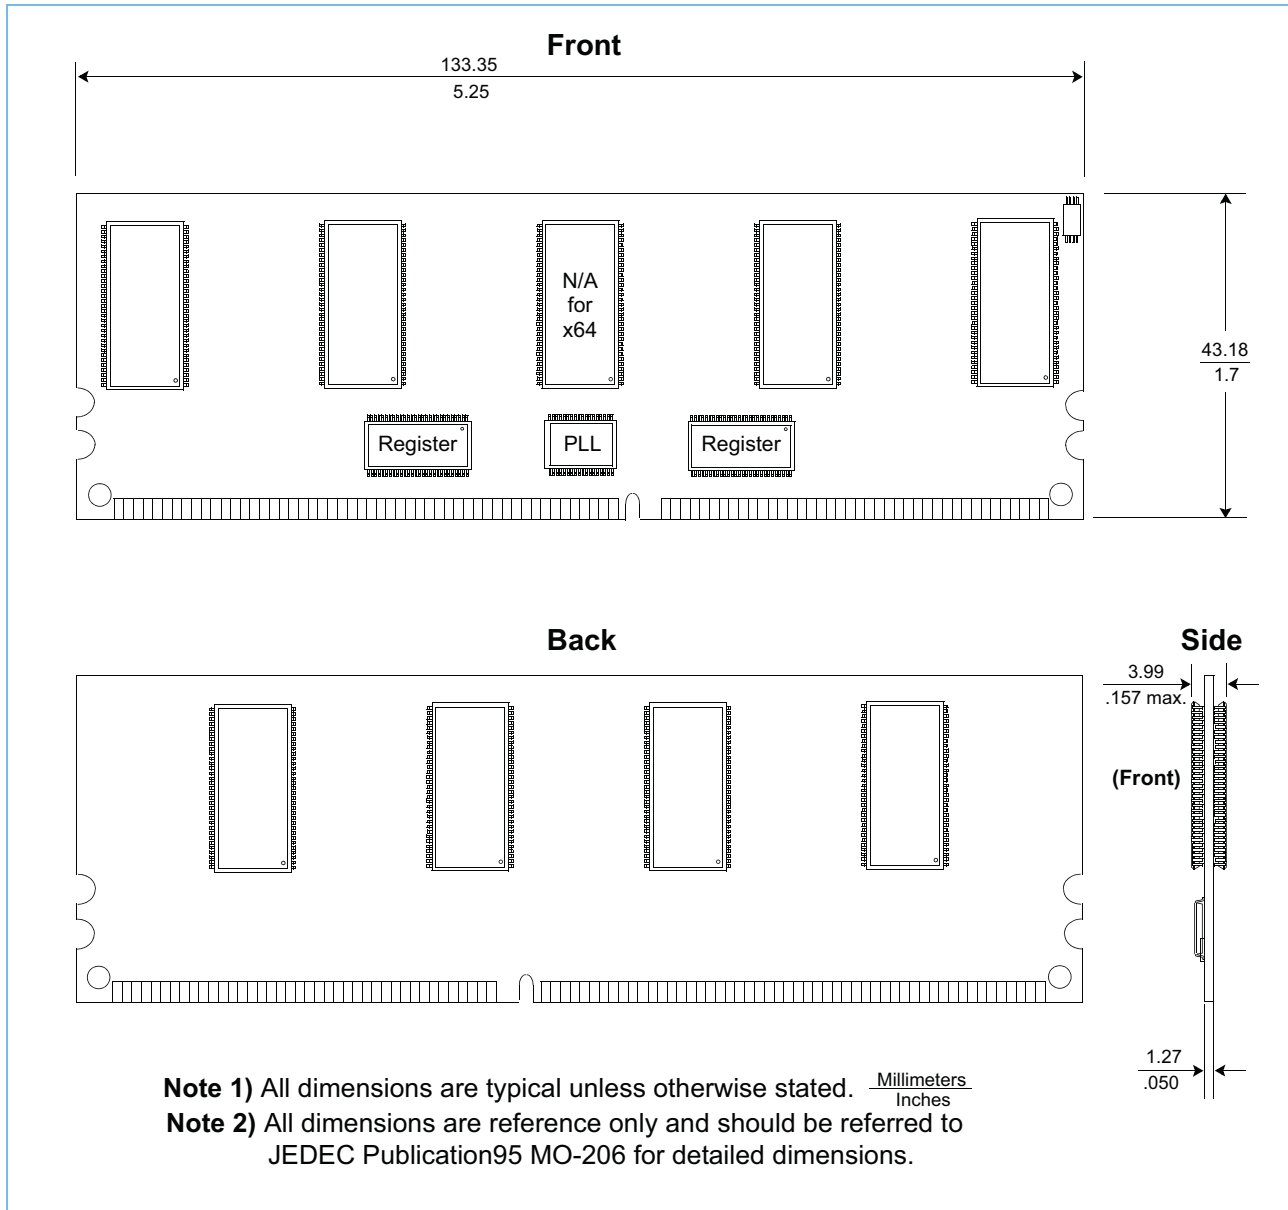 Front
133.35
5.25
N/A
for
x64
43.18
1.7
Register
PLL
Register
Back
Side
3.99
.157 max.
(Front)
1.27
.050
Note 1) All dimensions are typical unless otherwise stated. Millimeters
Inches
Note 2) All dimensions are reference only and should be referred to
JEDEC Publication95 MO-206 for detailed dimensions.